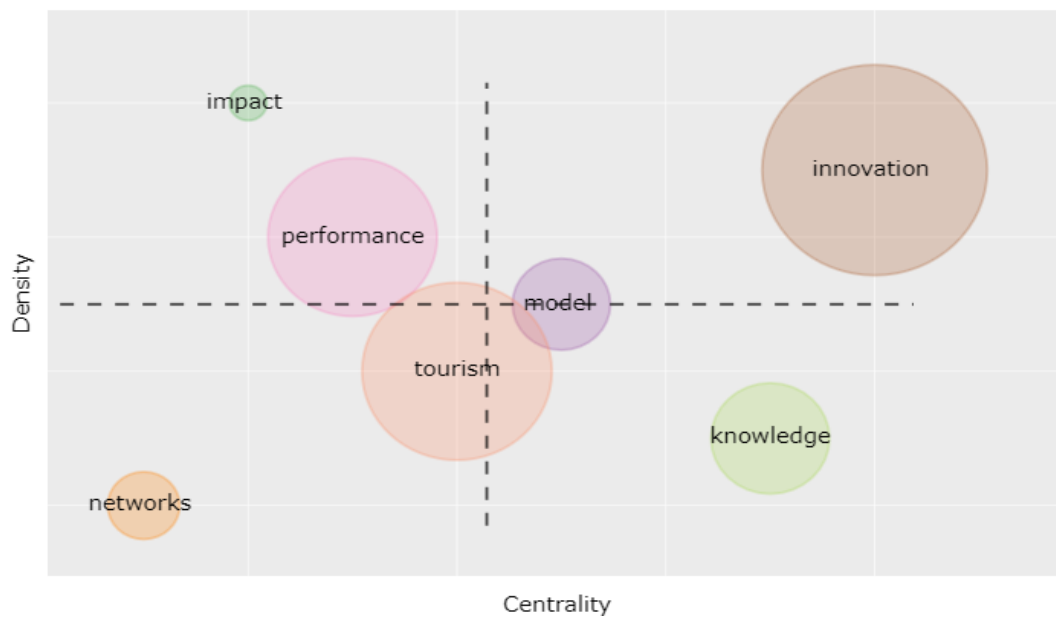 impact
innovation
performance
Density
model
tourism
knowledge
networks
Centrality